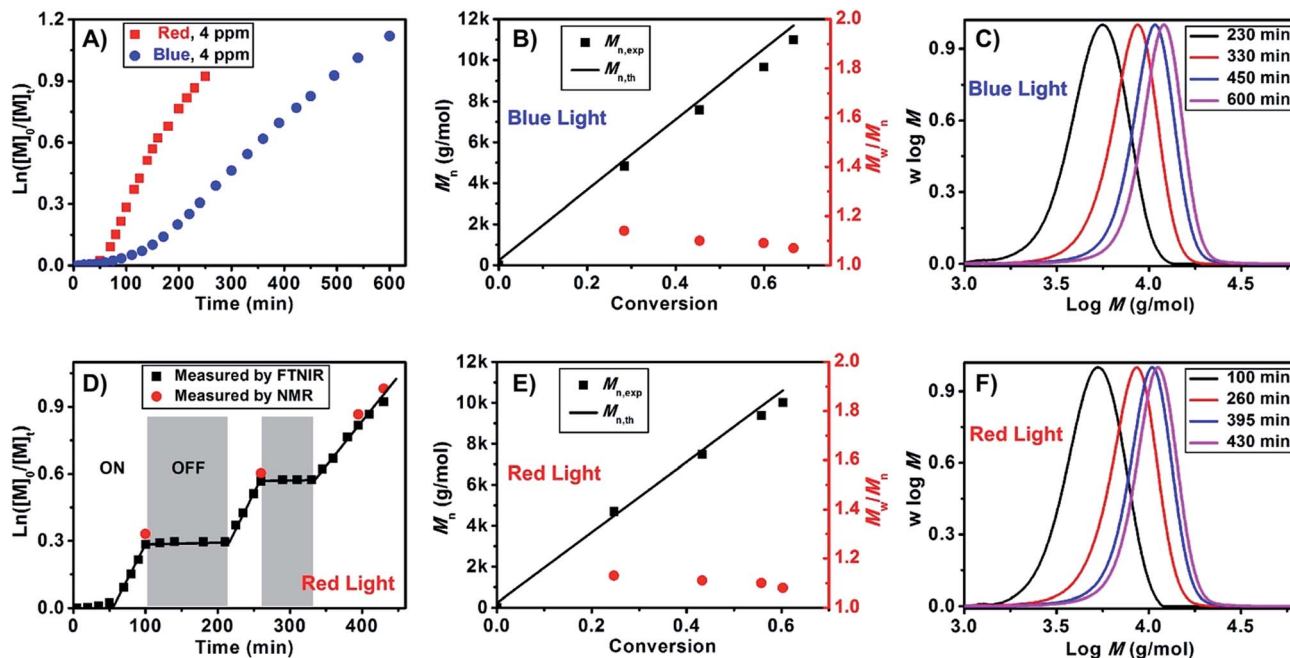 A)
Red, 4 ppm
Blue, 4 ppm
Ln([M]0/[M]t)
1.2
0.9
0.6
0.3
0.0
0 100 200 300 400 500 600
Time (min)
B)
Mn,exp
Mn,th
Blue Light
Mn (g/mol)
12k
10k
8k
6k
4k
2k
0
0.0 0.2 0.4 0.6
Conversion
2.0
1.8
1.6
1.4
1.2
1.0
Mw/Mn
C)
230 min
330 min
450 min
600 min
Blue Light
w log M
0.9
0.6
0.3
0.0
3.0 3.5 4.0 4.5
Log M (g/mol)
D)
Measured by FTNIR
Measured by NMR
ON OFF
Red Light
Ln([M]0/[M]t)
0.9
0.6
0.3
0.0
0 100 200 300 400
Time (min)
E)
Mn,exp
Mn,th
Red Light
Mn (g/mol)
12k
10k
8k
6k
4k
2k
0
0.0 0.2 0.4 0.6
Conversion
2.0
1.8
1.6
1.4
1.2
1.0
Mw/Mn
F)
100 min
260 min
395 min
430 min
Red Light
w log M
0.9
0.6
0.3
0.0
3.0 3.5 4.0 4.5
Log M (g/mol)